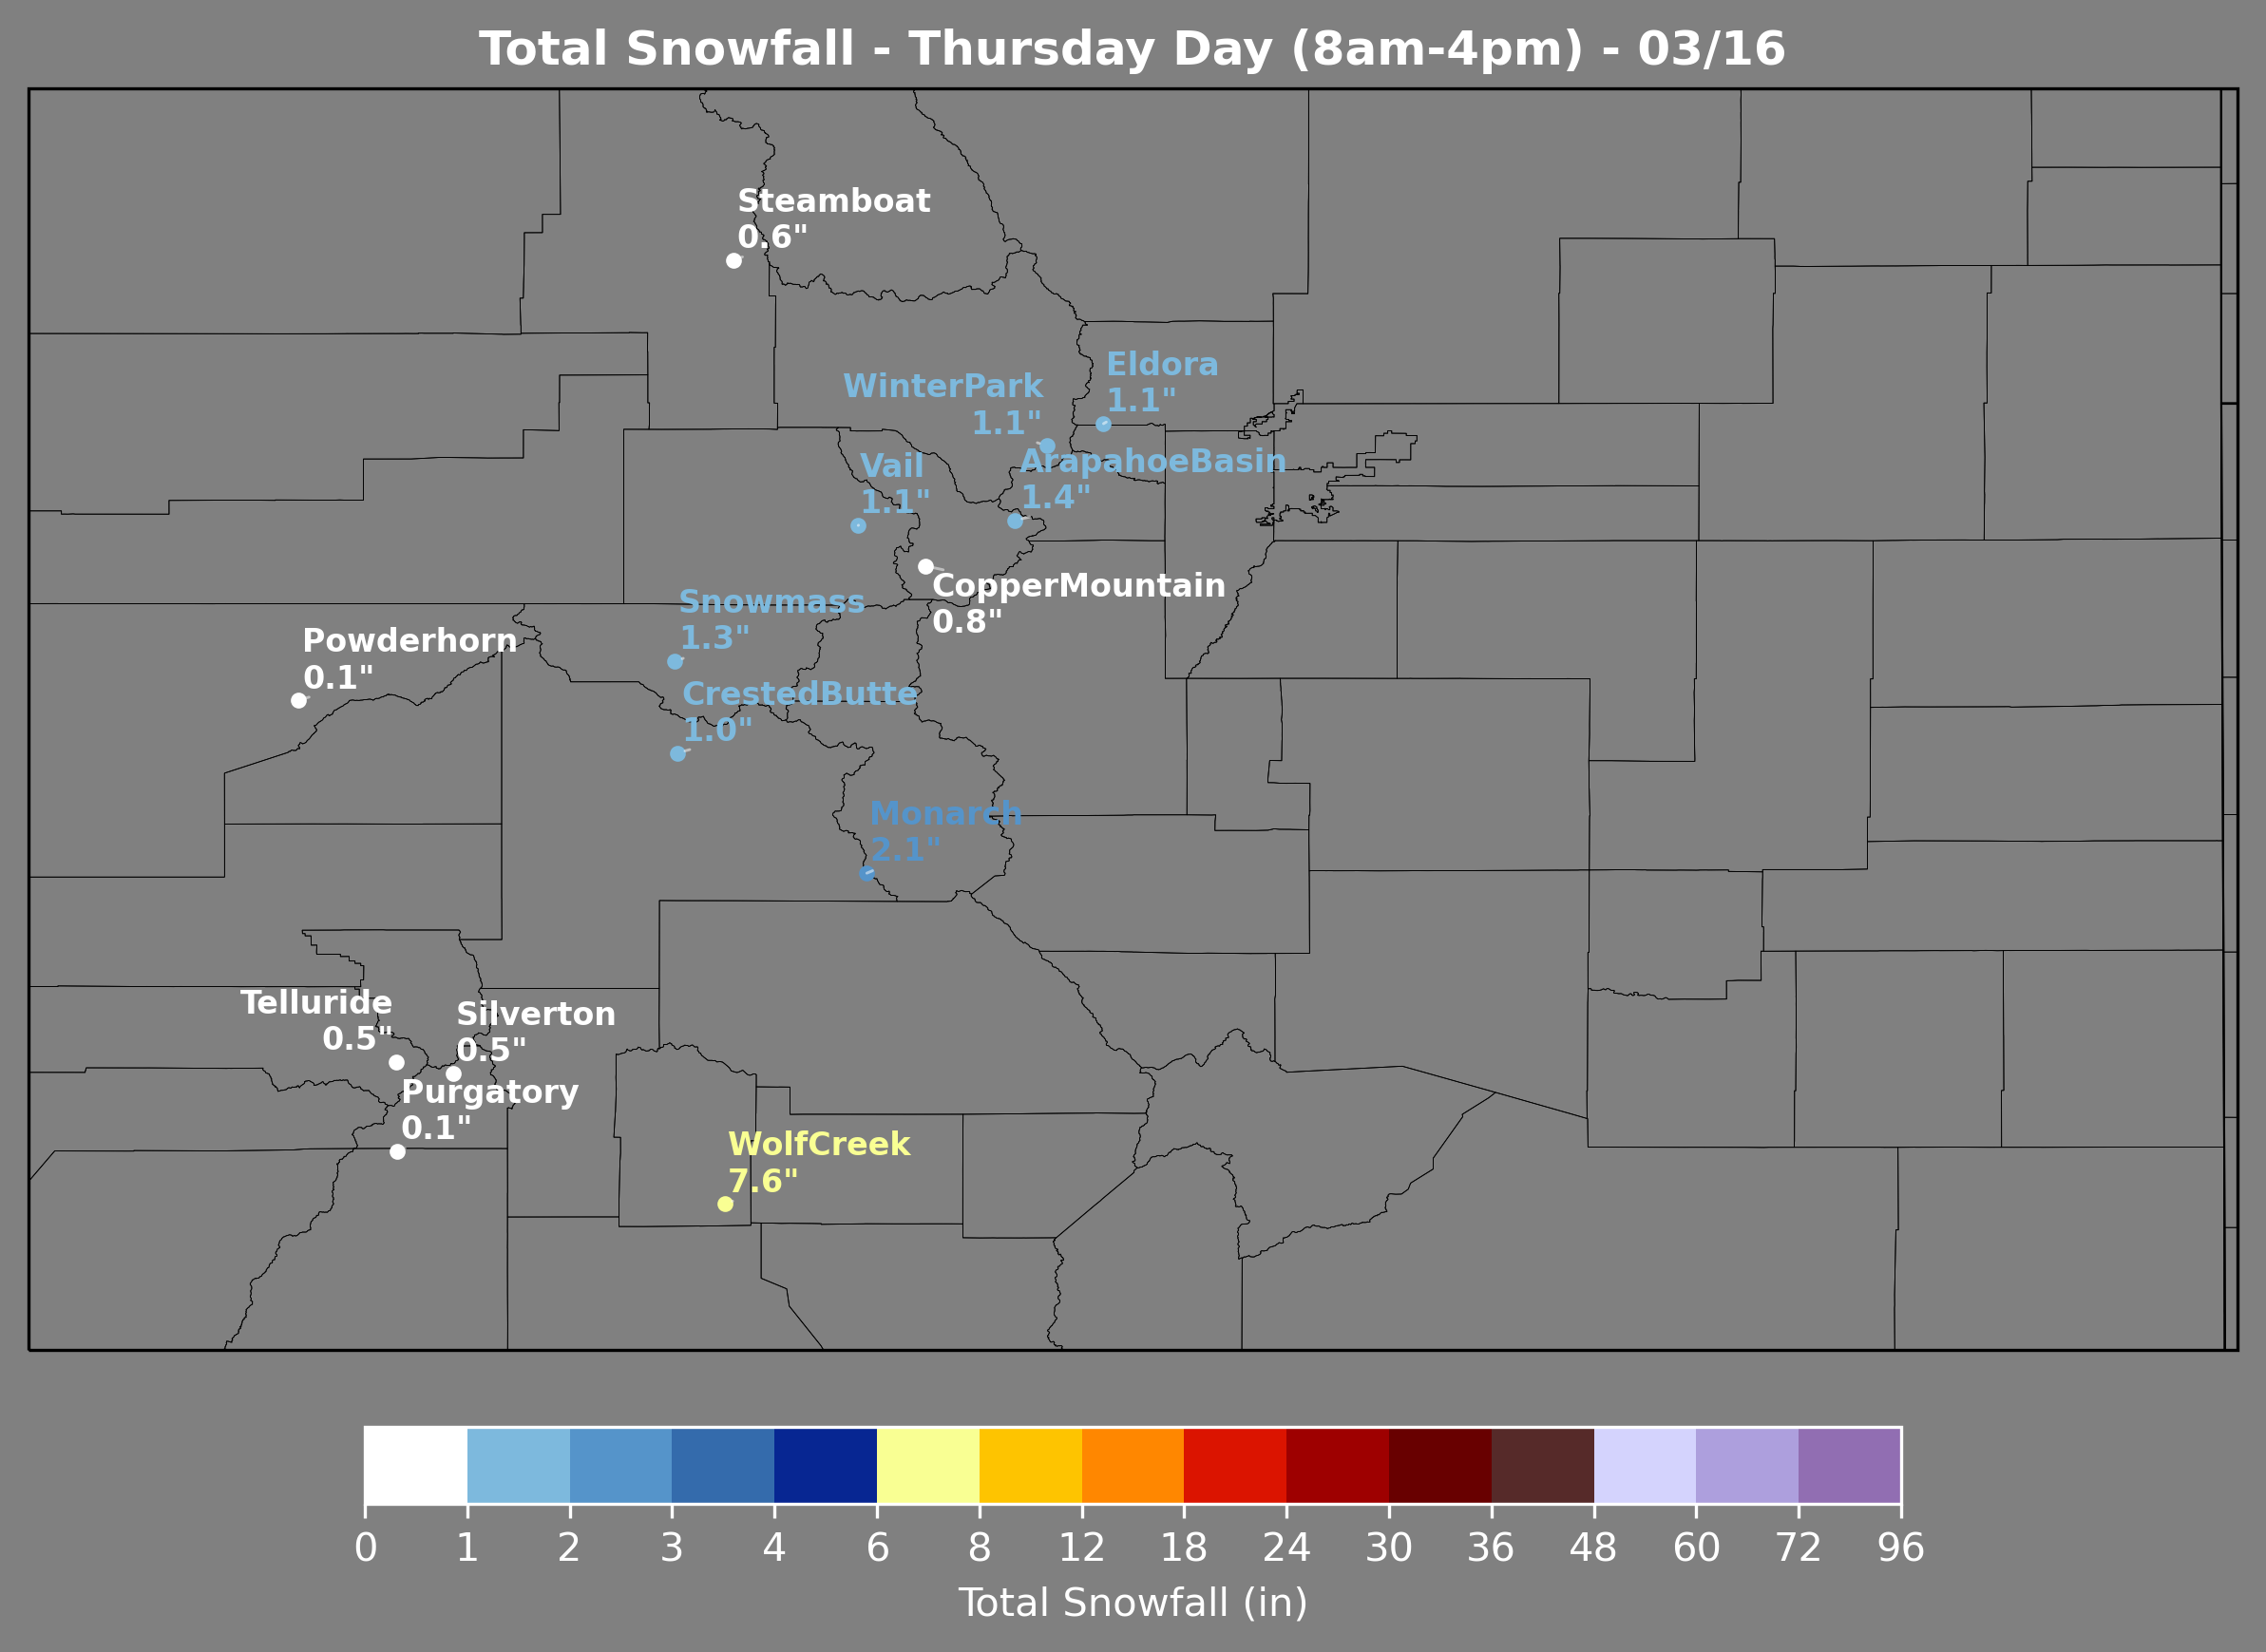 Total Snowfall - Thursday Day (8am-4pm) - 03/16
Steamboat
0.6"
Eldora
1.1"
WinterPark
1.1"
ArapahoeBasin
1.4"
Vail
1.1"
CopperMountain
0.8"
Snowmass
1.3"
Powderhorn
0.1"
CrestedButte
1.0"
Monarch
2.1"
Telluride
0.5"
Silverton
0.5"
Purgatory
0.1"
WolfCreek
7.6"
0 1 2 3 4 6 8 12 18 24 30 36 48 60 72 96
Total Snowfall (in)